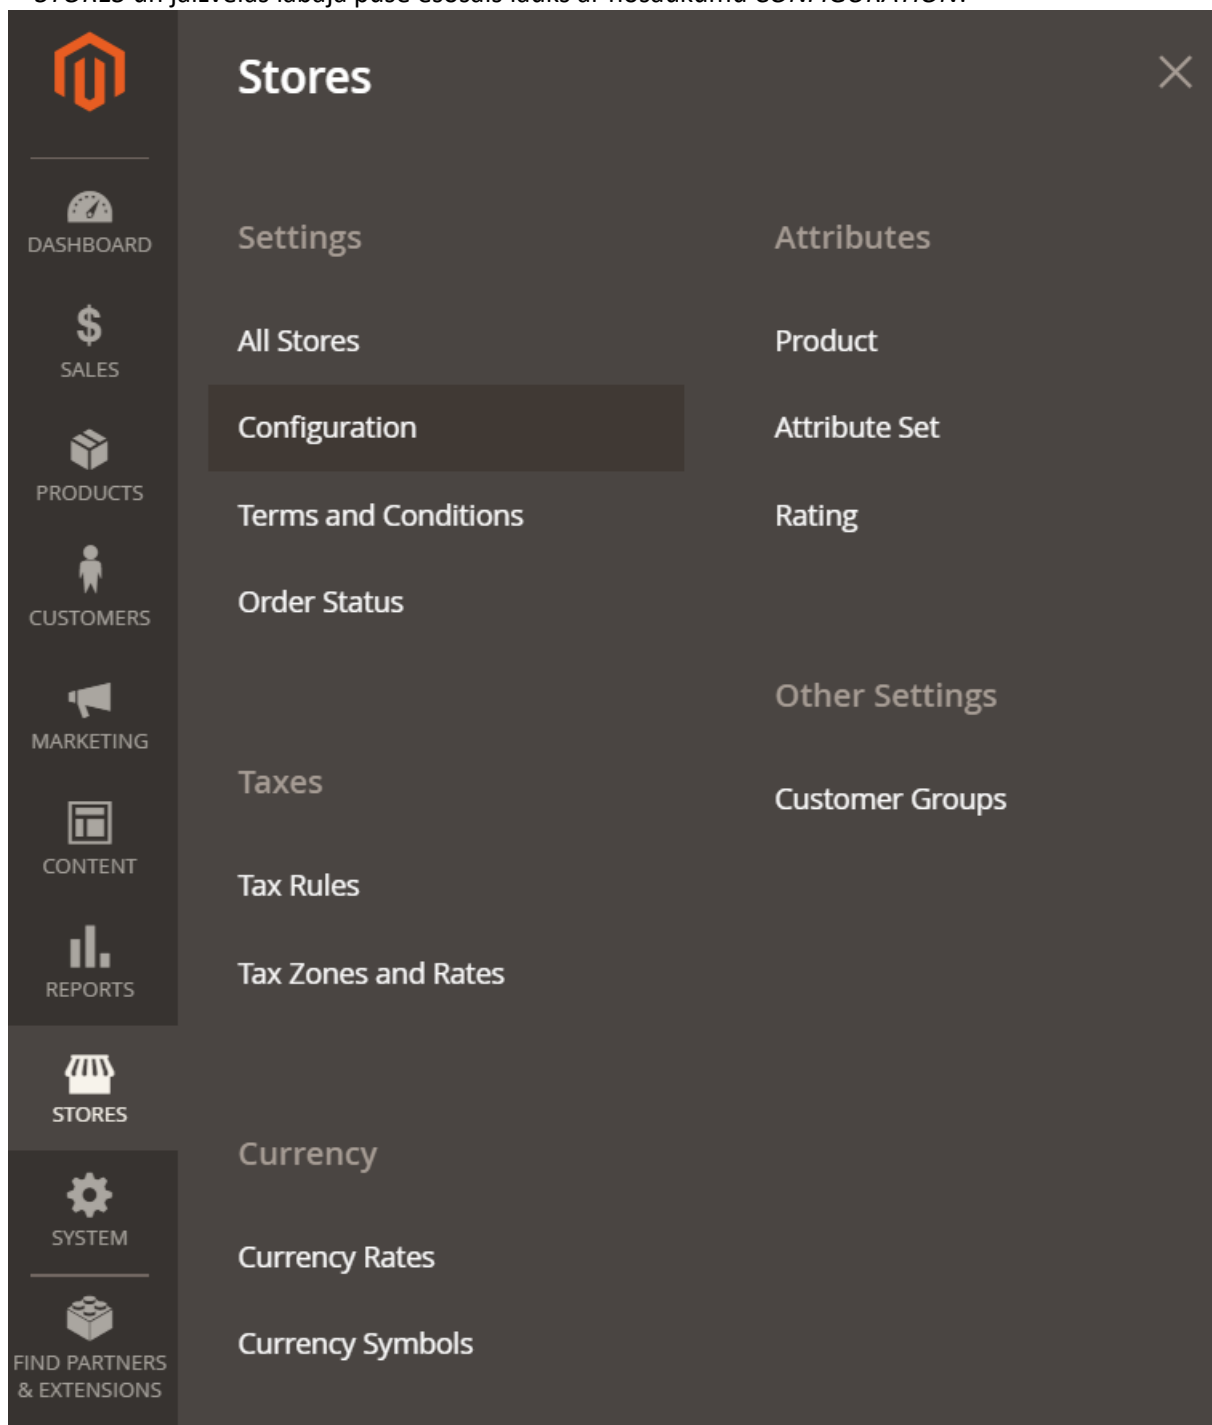 Stores
DASHBOARD
SALES
PRODUCTS
CUSTOMERS
MARKETING
CONTENT
REPORTS
STORES
SYSTEM
FIND PARTNERS
& EXTENSIONS
Settings
All Stores
Configuration
Terms and Conditions
Order Status
Taxes
Tax Rules
Tax Zones and Rates
Currency
Currency Rates
Currency Symbols
Attributes
Product
Attribute Set
Rating
Other Settings
Customer Groups